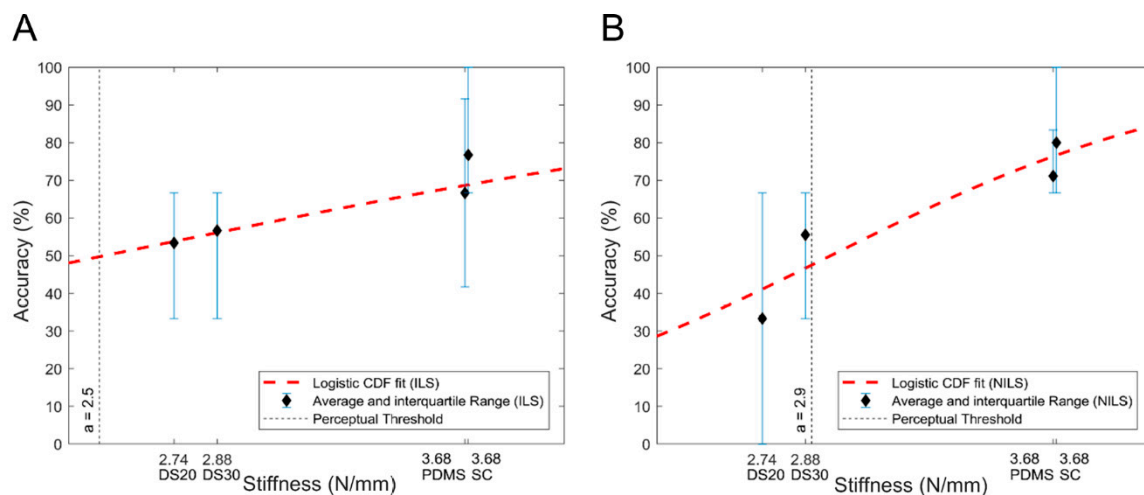 A
100
90
80
70
60
50
40
30
20
10
0
Accuracy (%)
a = 2.5
Logistic CDF fit (ILS)
Average and interquartile Range (ILS)
Perceptual Threshold
2.74 2.88 3.68 3.68
DS20 DS30 PDMS SC
Stiffness (N/mm)
B
100
90
80
70
60
50
40
30
20
10
0
Accuracy (%)
a = 2.9
Logistic CDF fit (NILS)
Average and interquartile Range (NILS)
Perceptual Threshold
2.74 2.88 3.68 3.68
DS20 DS30 PDMS SC
Stiffness (N/mm)